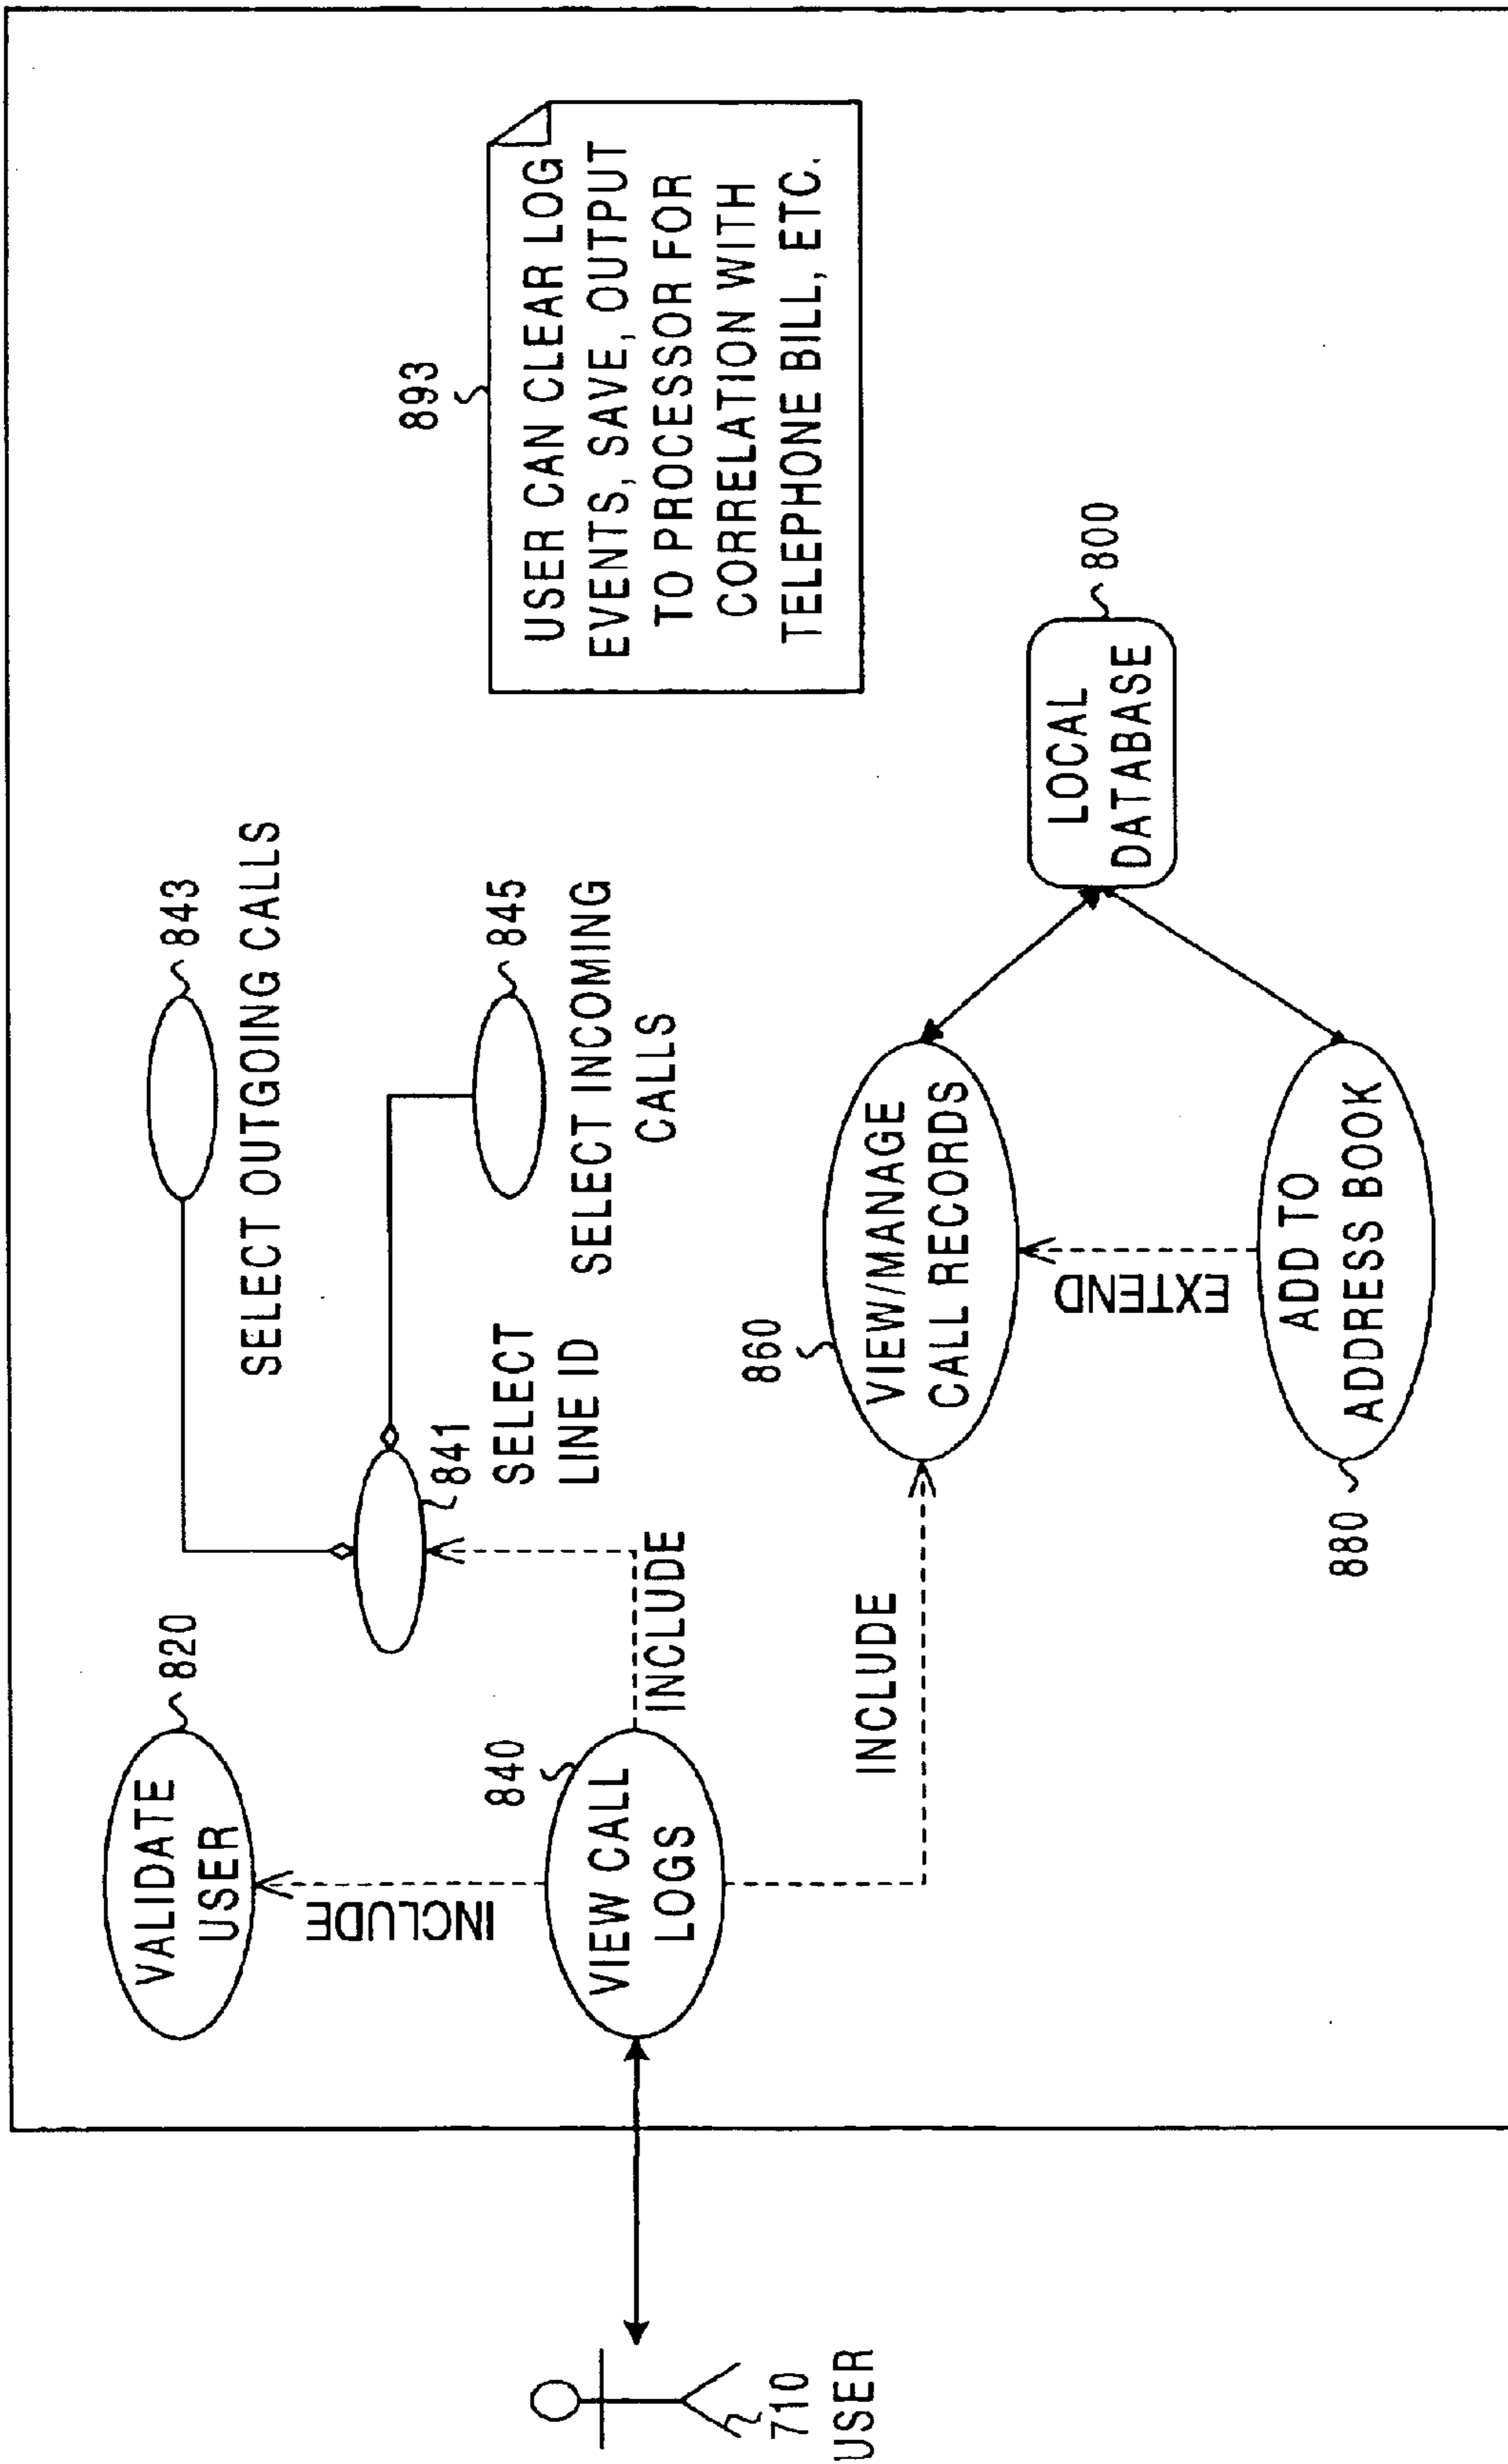 820
VALIDATE
USER
INCLUDE
840
VIEW CALL
LOGS
INCLUDE
841
SELECT
LINE ID
843
SELECT OUTGOING CALLS
845
SELECT INCOMING
CALLS
893
USER CAN CLEAR LOG
EVENTS, SAVE, OUTPUT
TO PROCESSOR FOR
CORRELATION WITH
TELEPHONE BILL, ETC.
710
USER
INCLUDE
860
VIEW/MANAGE
CALL RECORDS
EXTEND
880
ADD TO
ADDRESS BOOK
LOCAL
DATABASE
800